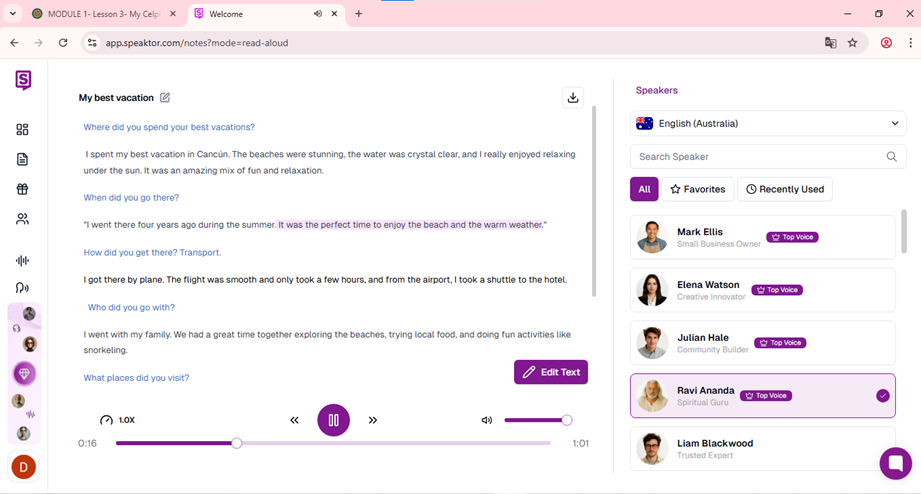 MODULE 1- Lesson 3- My Celp
Welcome
app.speaktor.com/notes?mode=read-aloud
S
My best vacation
Where did you spend your best vacations?
I spent my best vacation in Cancún. The beaches were stunning, the water was crystal clear, and I really enjoyed relaxing
under the sun. It was an amazing mix of fun and relaxation.
When did you go there?
"I went there four years ago during the summer. It was the perfect time to enjoy the beach and the warm weather."
How did you get there? Transport.
I got there by plane. The flight was smooth and only took a few hours, and from the airport, I took a shuttle to the hotel.
Who did you go with?
I went with my family. We had a great time together exploring the beaches, trying local food, and doing fun activities like
snorkeling.
What places did you visit?
Edit Text
1.0X
0:16
1:01
D
Speakers
English (Australia)
Search Speaker
All
Favorites
Recently Used
Mark Ellis
Top Voice
Small Business Owner
Elena Watson
Top Voice
Creative Innovator
Julian Hale
Top Voice
Community Builder
Ravi Ananda
Top Voice
Spiritual Guru
Liam Blackwood
Trusted Expert